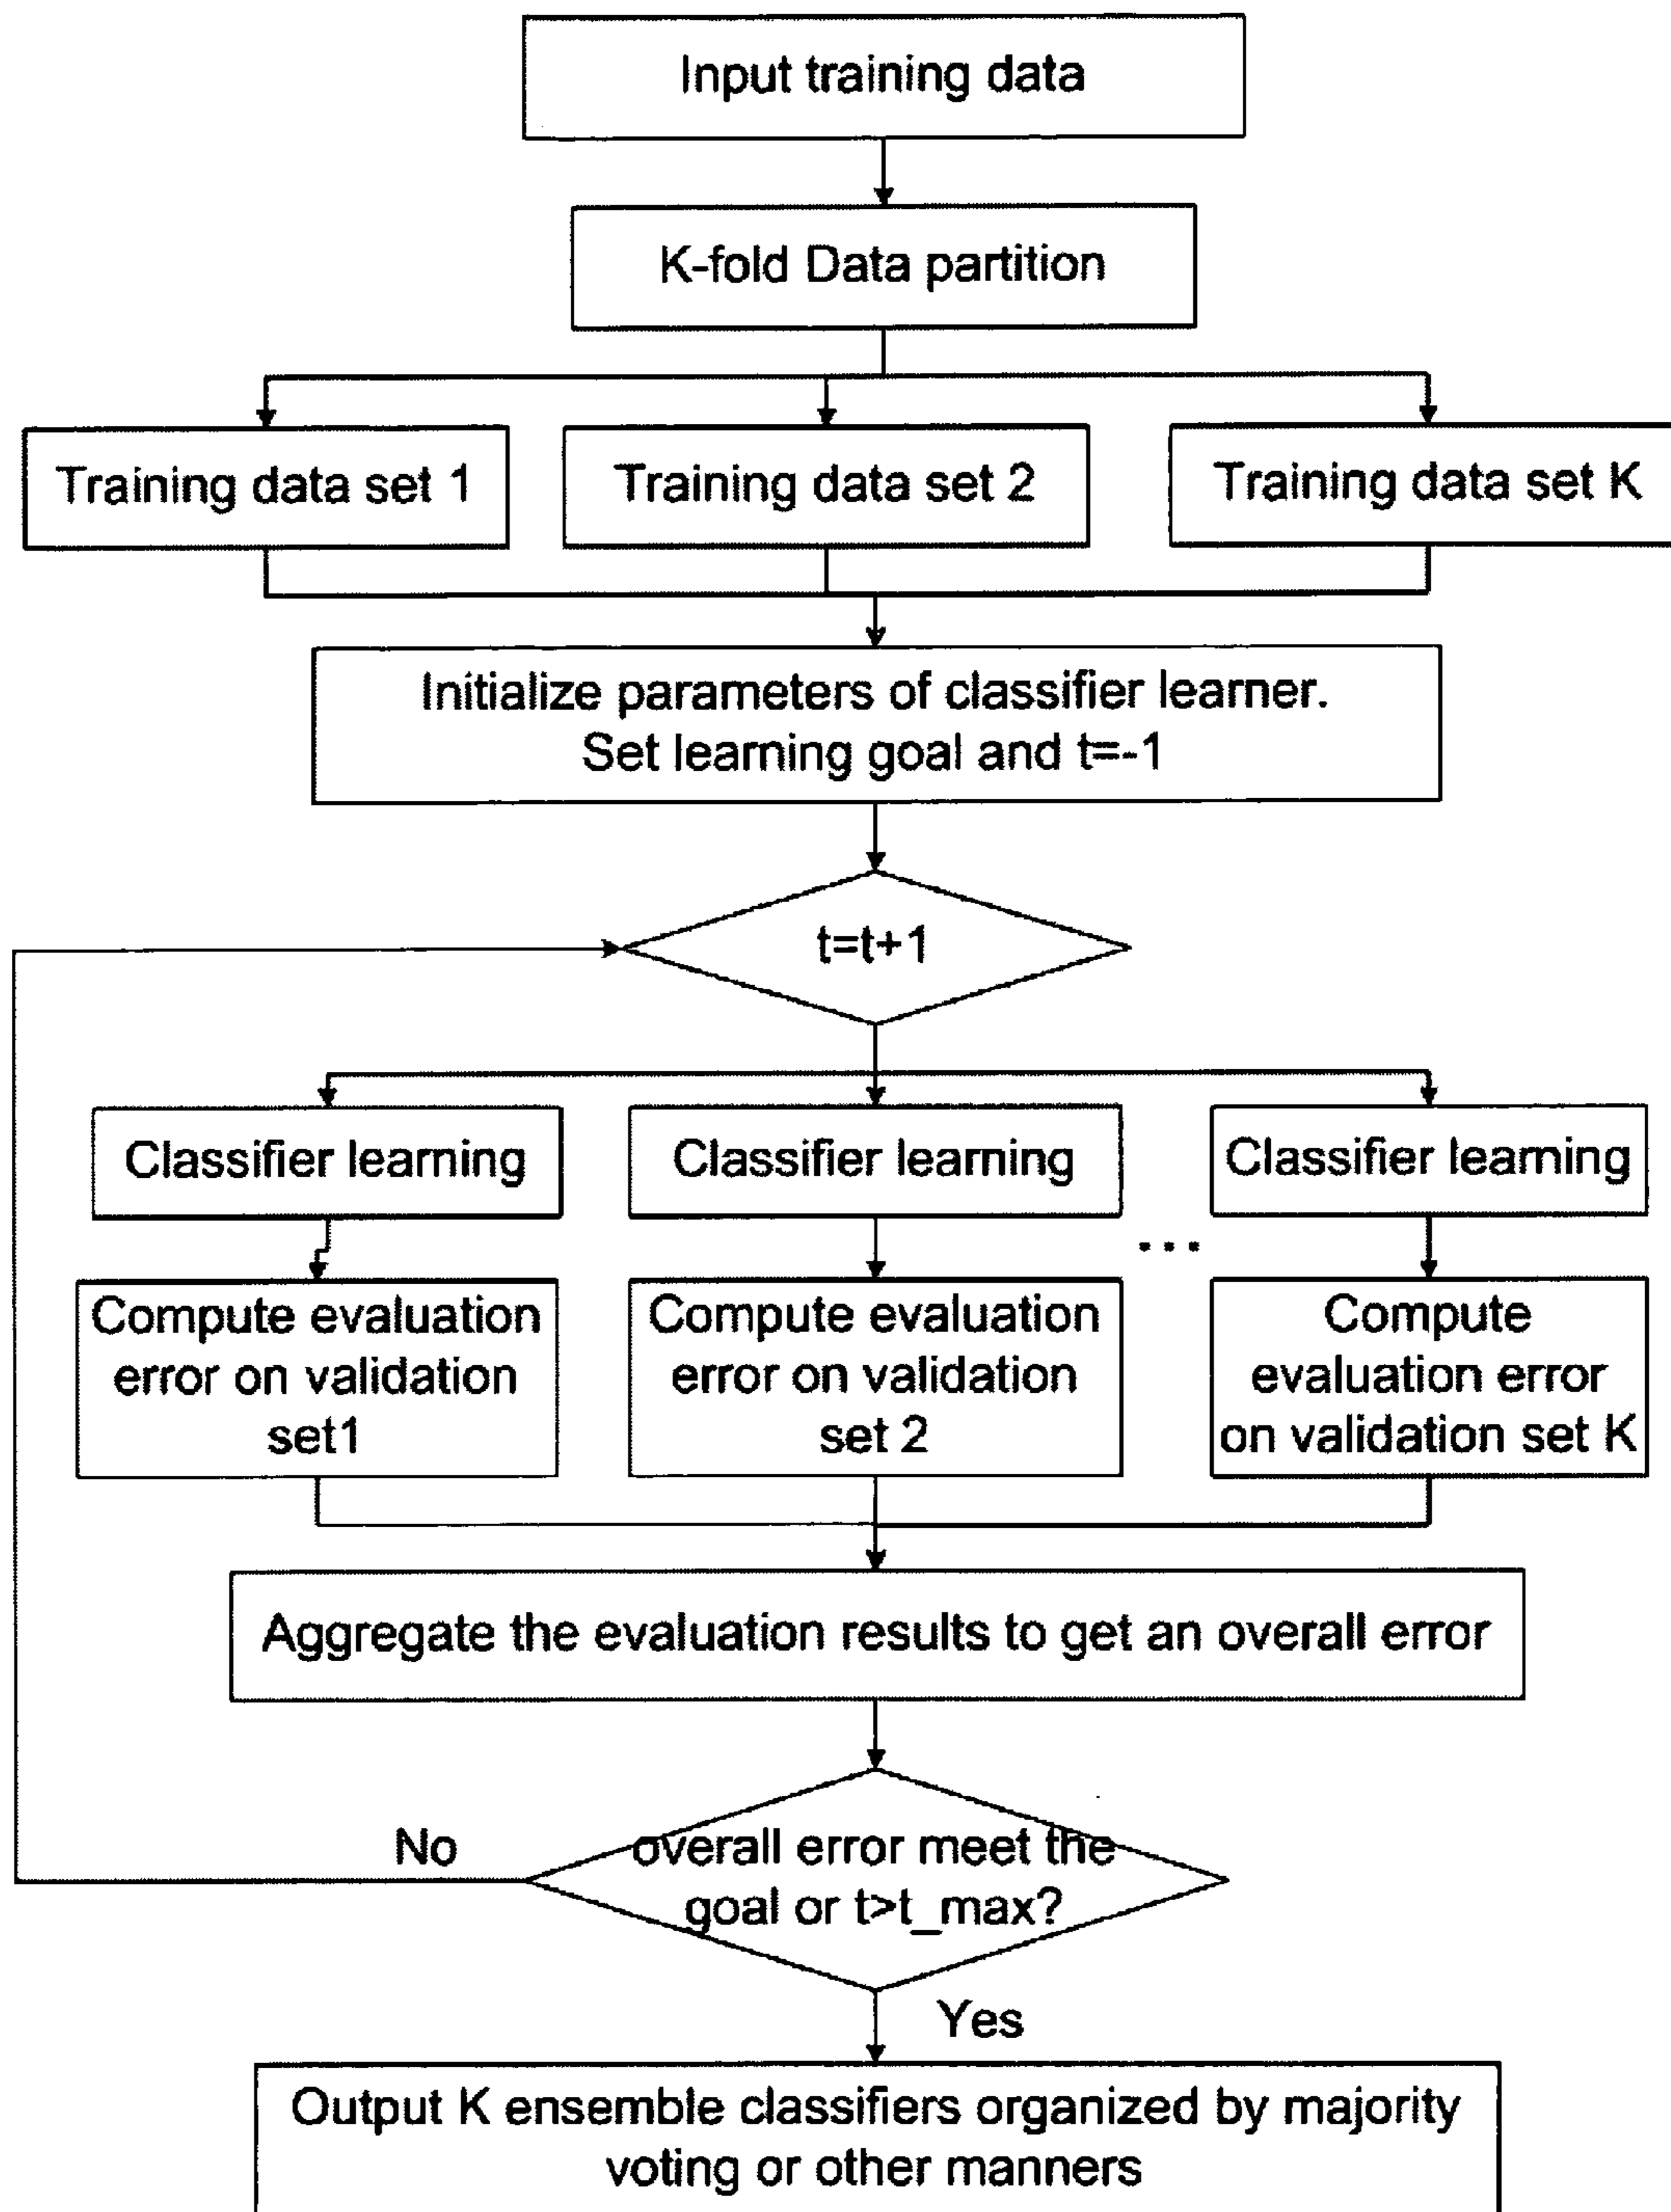 Input training data
K-fold Data partition
Training data set 1
Training data set 2
Training data set K
Initialize parameters of classifier learner.
Set learning goal and t=-1
t=t+1
Classifier learning
Classifier learning
Classifier learning
...
Compute evaluation
error on validation
set1
Compute evaluation
error on validation
set 2
Compute
evaluation error
on validation set K
Aggregate the evaluation results to get an overall error
No
overall error meet the
goal or t>t_max?
Yes
Output K ensemble classifiers organized by majority
voting or other manners